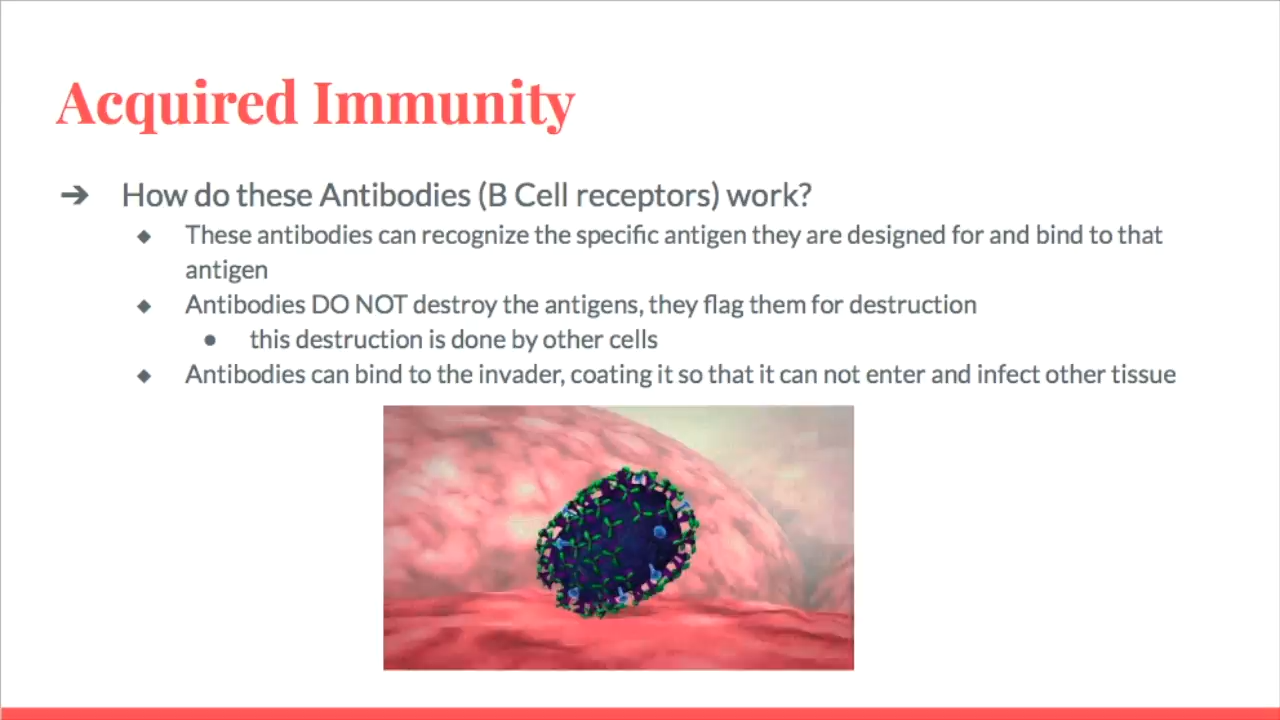 Acquired Immunity
➔ How do these Antibodies (B Cell receptors) work?
◆ These antibodies can recognize the specific antigen they are designed for and bind to that
antigen
◆ Antibodies DO NOT destroy the antigens, they flag them for destruction
● this destruction is done by other cells
◆ Antibodies can bind to the invader, coating it so that it can not enter and infect other tissue